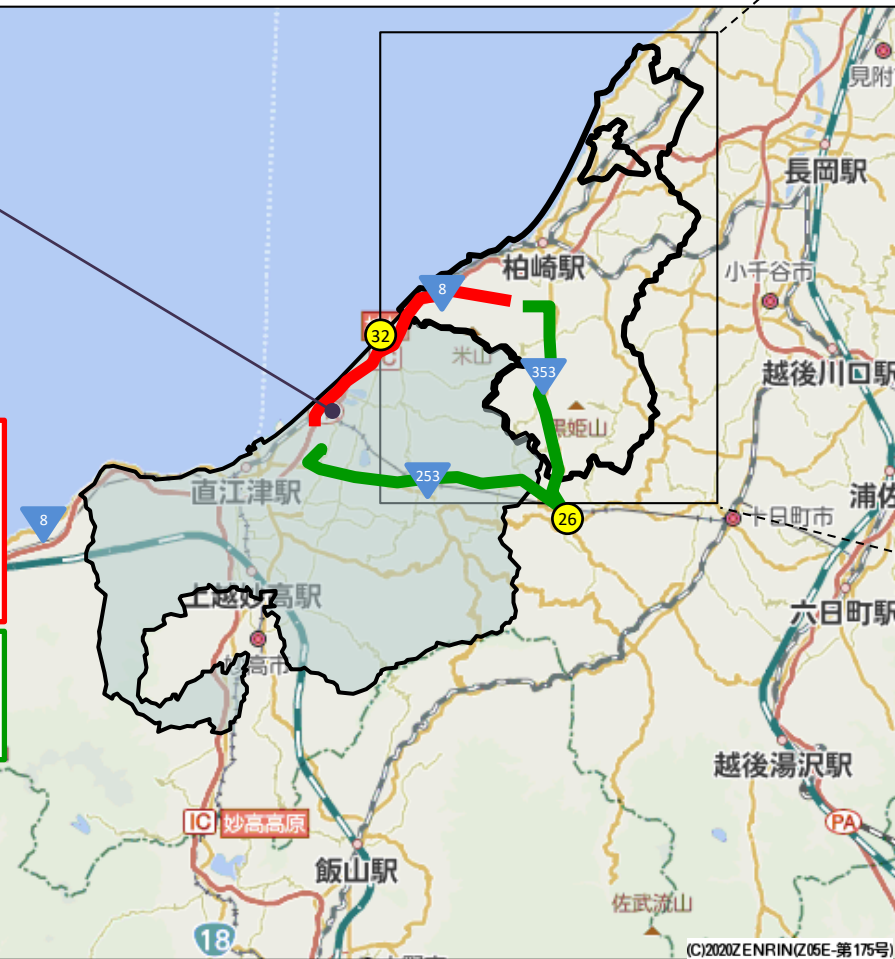 見附
長岡駅
柏崎駅
小千谷市
8
32
米山
353
越後川口駅
黒姫山
253
直江津駅
浦佐
8
26
十日町市
上越妙高駅
六日町駅
妙高市
越後湯沢駅
IC 妙高高原
PA
飯山駅
佐武流山
18
(C)2020ZENRIN(Z05E-第175号)